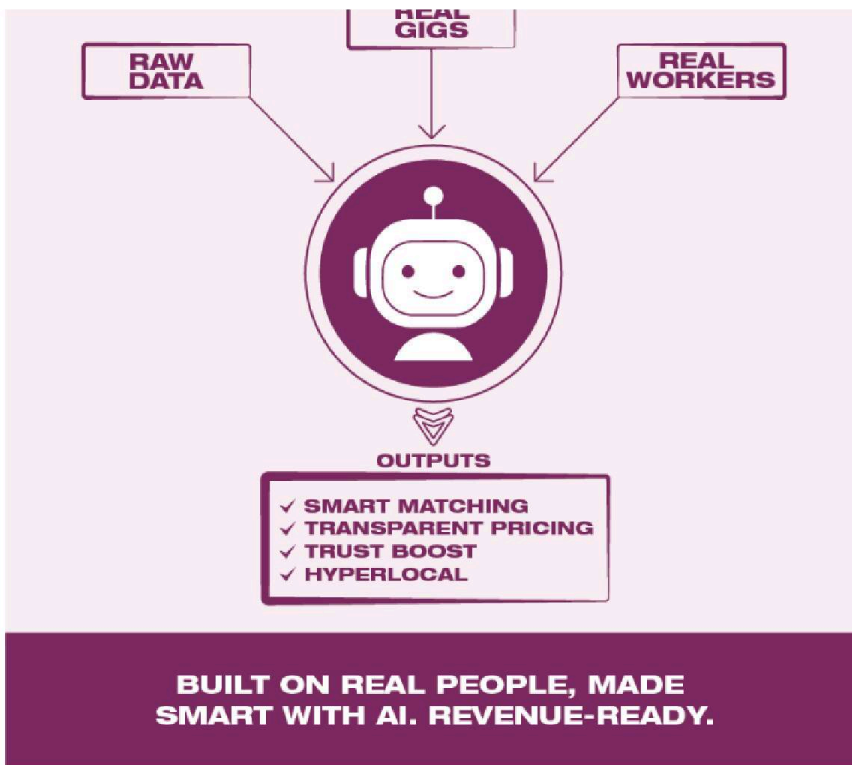 REAL
GIGS
RAW
DATA
REAL
WORKERS
OUTPUTS
✓ SMART MATCHING
✓ TRANSPARENT PRICING
✓ TRUST BOOST
✓ HYPERLOCAL
BUILT ON REAL PEOPLE, MADE
SMART WITH AI. REVENUE-READY.